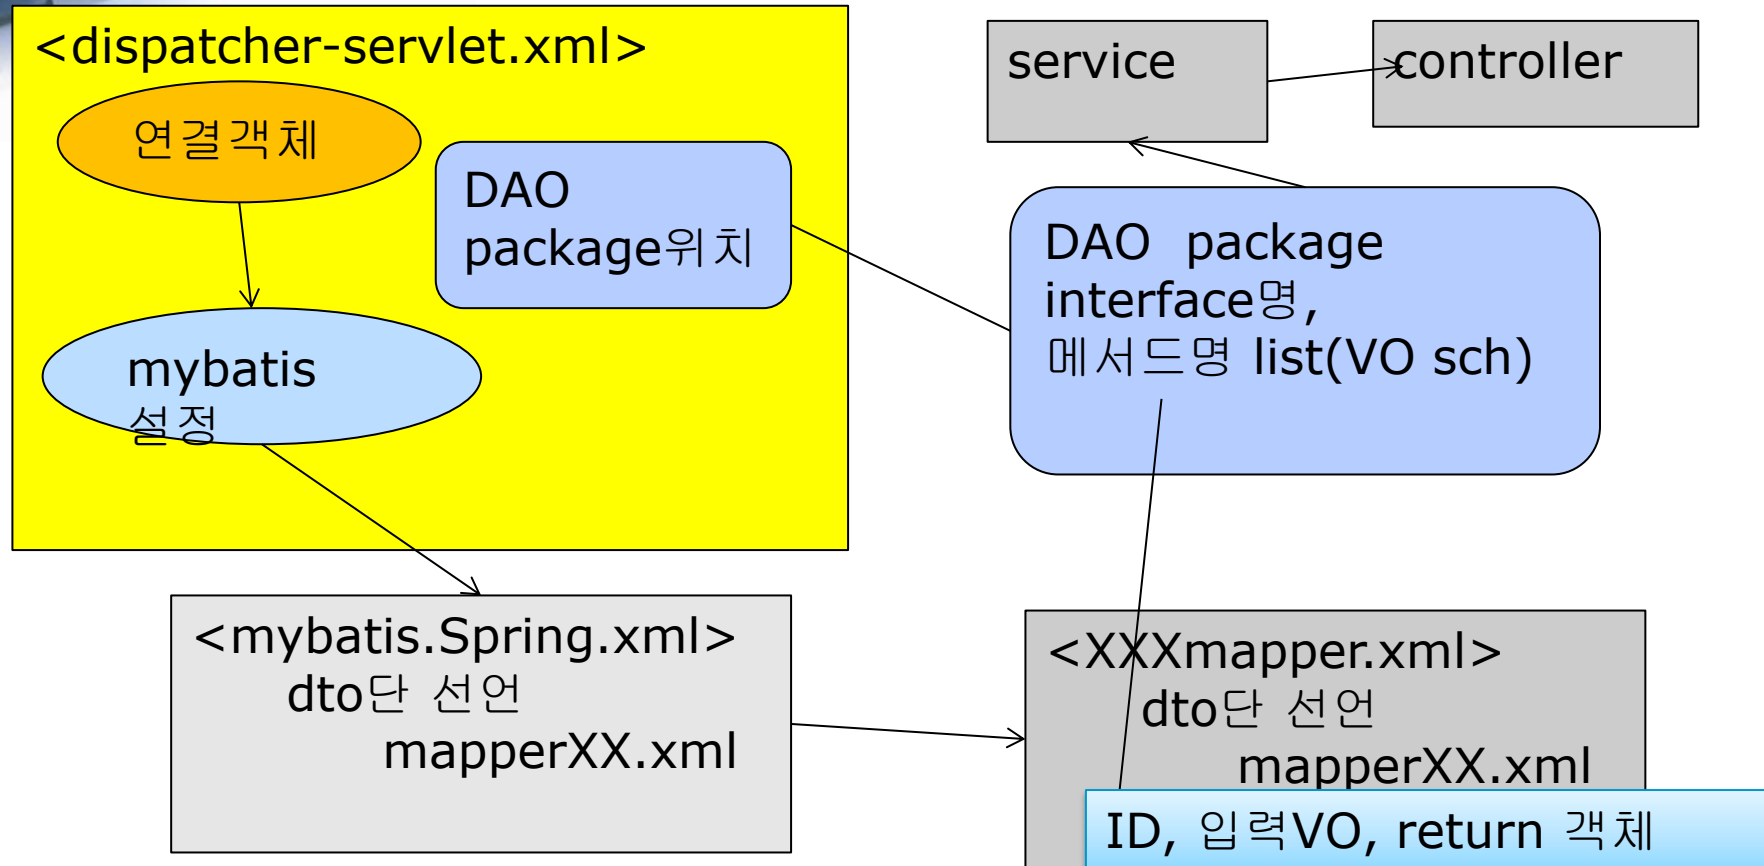 <dispatcher-servlet.xml>
연결객체
DAO
package위치
mybatis
설정
service
controller
DAO package
interface명,
메서드명 list(VO sch)
<mybatis.Spring.xml>
dto단 선언
mapperXX.xml
<XXXmapper.xml>
dto단 선언
mapperXX.xml
ID, 입력VO, return 객체